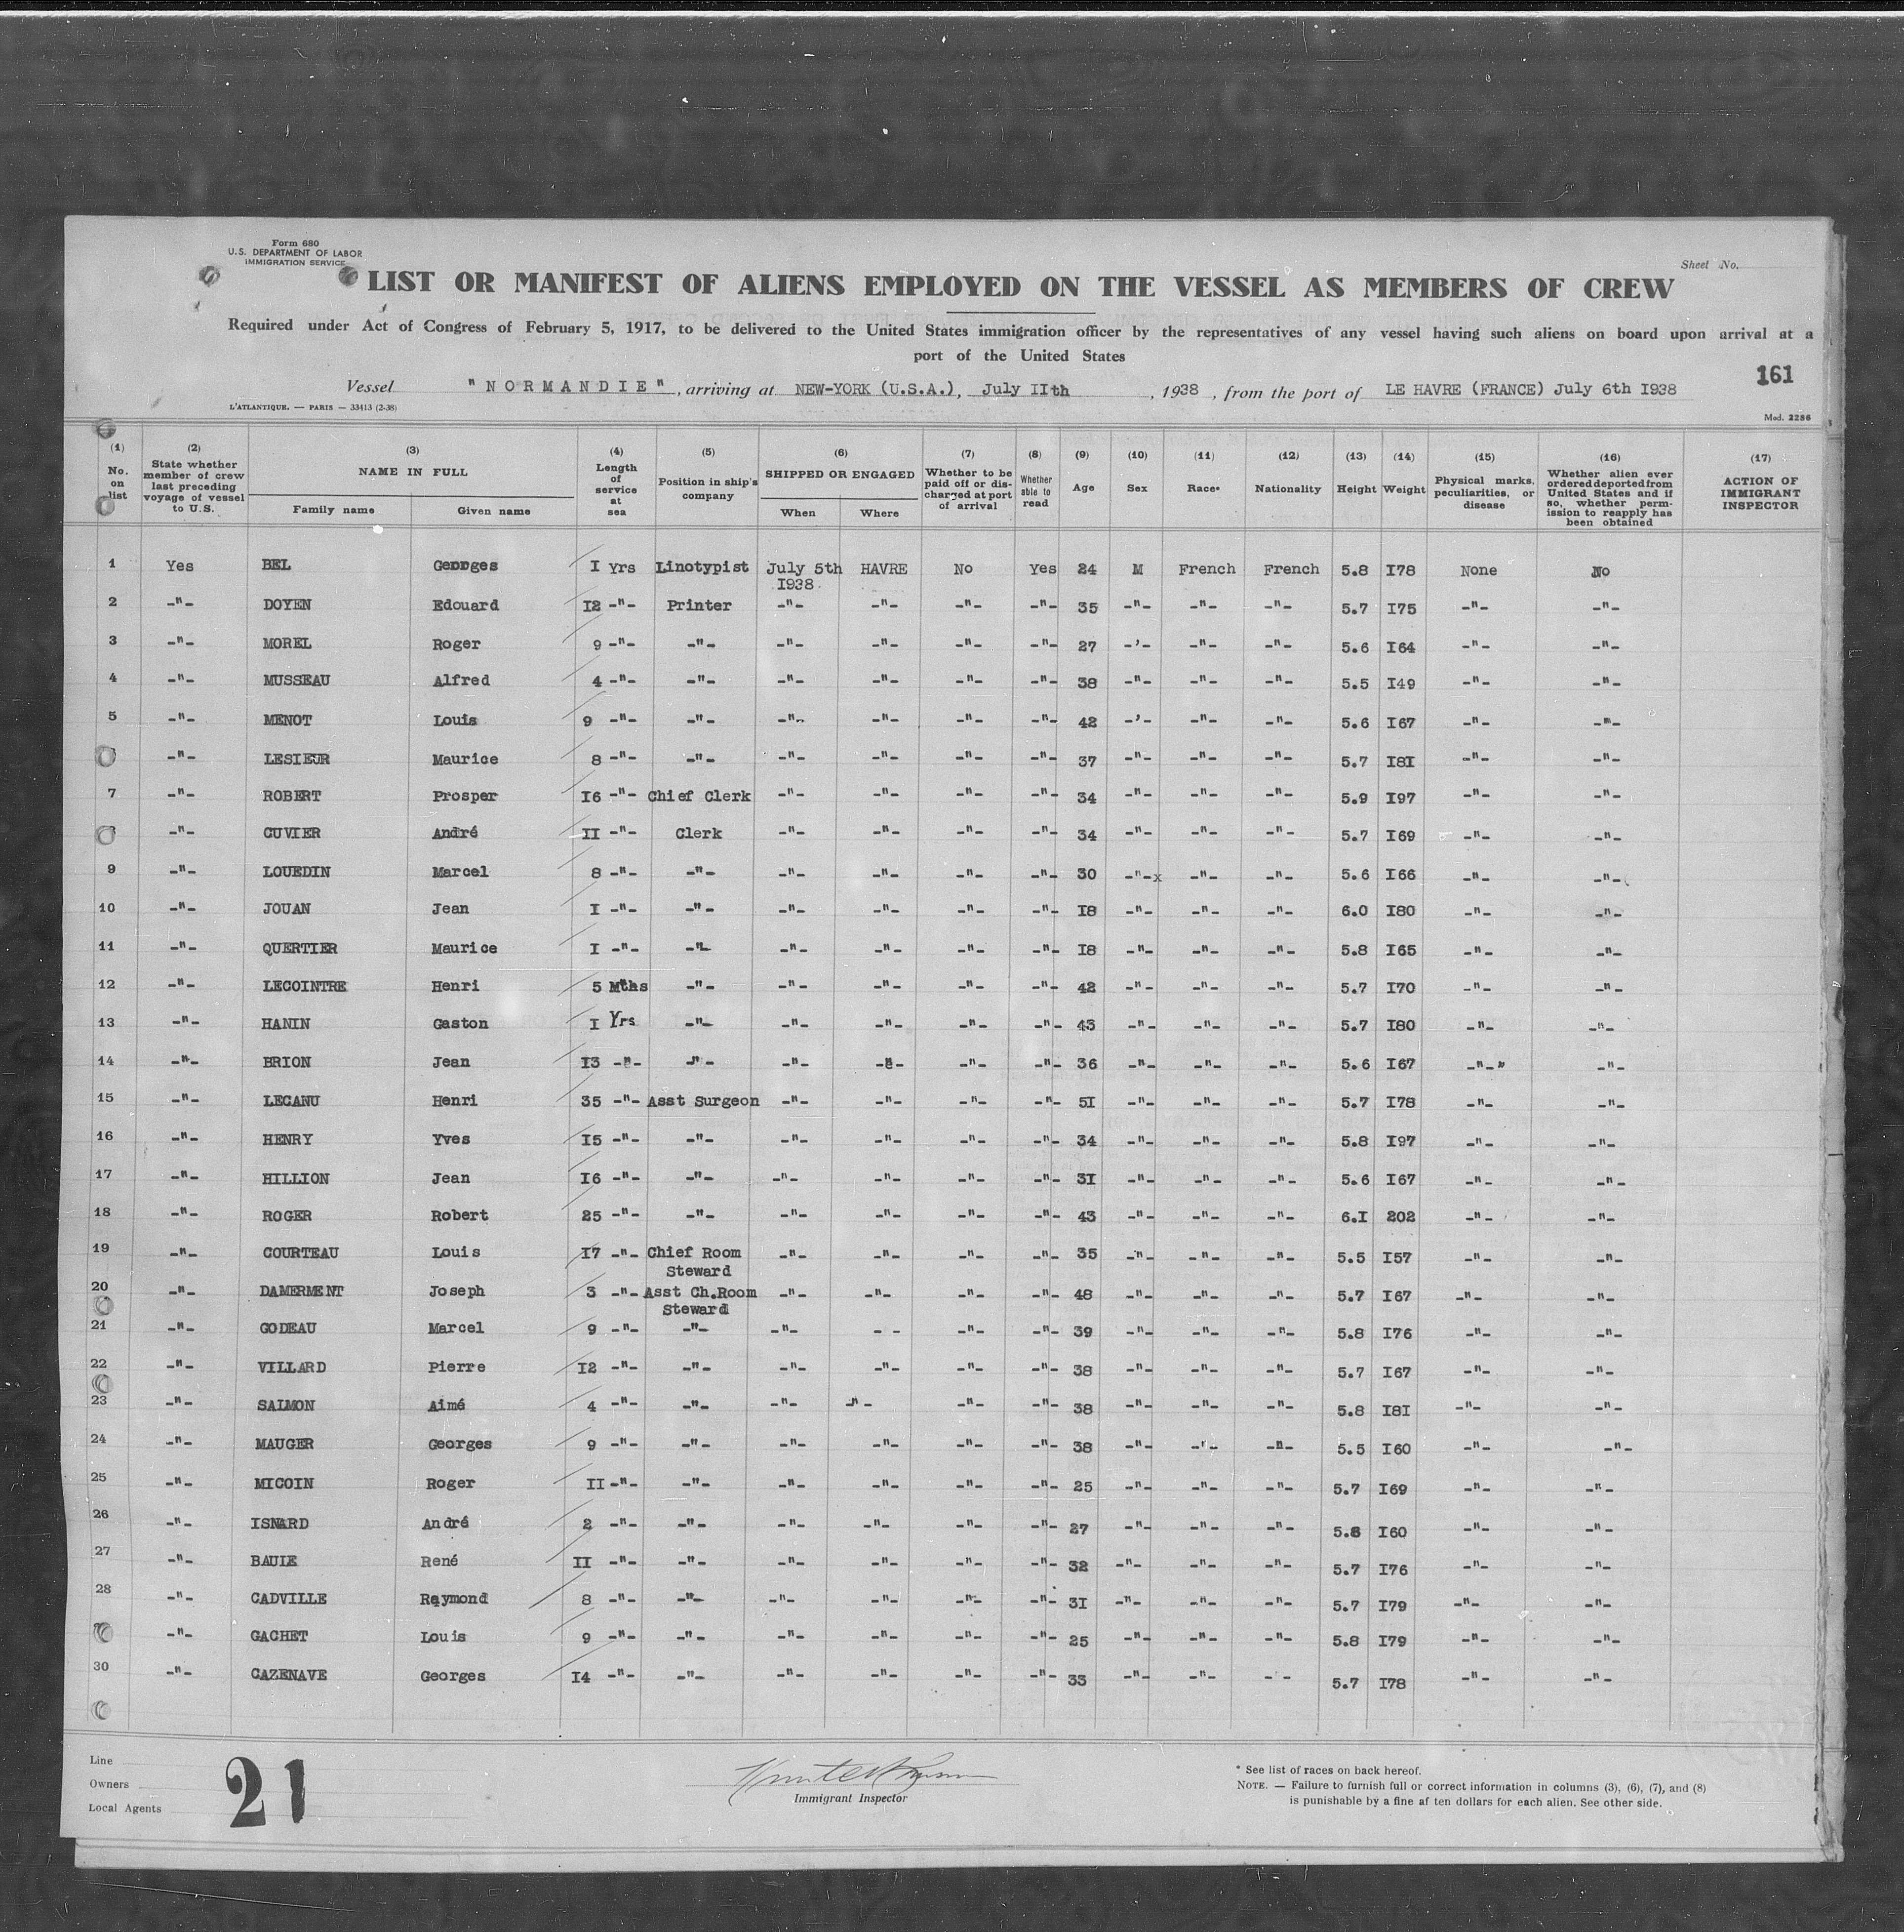 Form 680
U.S. DEPARTMENT OF LABOR
IMMIGRATION SERVICE
Sheet No.
LIST OR MANIFEST OF ALIENS EMPLOYED ON THE VESSEL AS MEMBERS OF CREW
Required under Act of Congress of February 5, 1917, to be delivered to the United States immigration officer by the representatives of any vessel having such aliens on board upon arrival at a
port of the United States
161
Vessel "NORMANDIE", arriving at NEW-YORK (U.S.A.), July IIth, 1938, from the port of LE HAVRE (FRANCE) July 6th I938
L'ATLANTIQUE. — PARIS — 33413 (2-38)
Mod. 2286
(1) No. on list
(2) State whether member of crew last preceding voyage of vessel to U.S.
(3) NAME IN FULL Family name Given name
(4) Length of service at sea
(5) Position in ship's company
(6) SHIPPED OR ENGAGED When Where
(7) Whether to be paid off or discharged at port of arrival
(8) Whether able to read
(9) Age
(10) Sex
(11) Race*
(12) Nationality
(13) Height
(14) Weight
(15) Physical marks, peculiarities, or disease
(16) Whether alien ever ordered deported from United States and if so, whether permission to reapply has been obtained
(17) ACTION OF IMMIGRANT INSPECTOR
1 Yes BEL Georges I Yrs Linotypist July 5th I938 HAVRE No Yes 24 M French French 5.8 I78 None No
2 -"- DOYEN Edouard I2 -"- Printer -"- -"- -"- -"- 35 -"- -"- -"- 5.7 I75 -"- -"-
3 -"- MOREL Roger 9 -"- -"- -"- -"- -"- -"- 27 -'- -"- -"- 5.6 I64 -"- -"-
4 -"- MUSSEAU Alfred 4 -"- -"- -"- -"- -"- -"- 38 -"- -"- -"- 5.5 I49 -"- -"-
5 -"- MENOT Louis 9 -"- -"- -"- -"- -"- -"- 42 -'- -"- -"- 5.6 I67 -"- -"-
-"- LESIEUR Maurice 8 -"- -"- -"- -"- -"- -"- 37 -"- -"- -"- 5.7 I8I -"- -"-
7 -"- ROBERT Prosper I6 -"- Chief Clerk -"- -"- -"- -"- 34 -"- -"- -"- 5.9 I97 -"- -"-
-"- CUVIER André II -"- Clerk -"- -"- -"- -"- 34 -"- -"- -"- 5.7 I69 -"- -"-
9 -"- LOUEDIN Marcel 8 -"- -"- -"- -"- -"- -"- 30 -"-x -"- -"- 5.6 I66 -"- -"-
10 -"- JOUAN Jean I -"- -"- -"- -"- -"- -"- I8 -"- -"- -"- 6.0 I80 -"- -"-
11 -"- QUERTIER Maurice I -"- -"- -"- -"- -"- -"- I8 -"- -"- -"- 5.8 I65 -"- -"-
12 -"- LECOINTRE Henri 5 Mths -"- -"- -"- -"- -"- 42 -"- -"- -"- 5.7 I70 -"- -"-
13 -"- HANIN Gaston I Yrs -"- -"- -"- -"- -"- 43 -"- -"- -"- 5.7 I80 -"- -"-
14 -"- BRION Jean I3 -"- -"- -"- -"- -"- -"- 36 -"- -"- -"- 5.6 I67 -"-" -"-
15 -"- LECANU Henri 35 -"- Asst Surgeon -"- -"- -"- -"- 5I -"- -"- -"- 5.7 I78 -"- -"-
16 -"- HENRY Yves I5 -"- -"- -"- -"- -"- -"- 34 -"- -"- -"- 5.8 I97 -"- -"-
17 -"- HILLION Jean I6 -"- -"- -"- -"- -"- -"- 3I -"- -"- -"- 5.6 I67 -"- -"-
18 -"- ROGER Robert 25 -"- -"- -"- -"- -"- -"- 43 -"- -"- -"- 6.I 202 -"- -"-
19 -"- COURTEAU Louis I7 -"- Chief Room Steward -"- -"- -"- -"- 35 -"- -"- -"- 5.5 I57 -"- -"-
20 -"- DAMERMENT Joseph 3 -"- Asst Ch.Room Steward -"- -"- -"- -"- 48 -"- -"- -"- 5.7 I67 -"- -"-
21 -"- GODEAU Marcel 9 -"- -"- -"- - - -"- -"- 39 -"- -"- -"- 5.8 I76 -"- -"-
22 -"- VILLARD Pierre I2 -"- -"- -"- -"- -"- -"- 38 -"- -"- -"- 5.7 I67 -"- -"-
23 -"- SALMON Aimé 4 -"- -"- -"- -"- -"- -"- 38 -"- -"- -"- 5.8 I8I -"- -"-
24 -"- MAUGER Georges 9 -"- -"- -"- -"- -"- -"- 38 -"- -"- -"- 5.5 I60 -"- -"-
25 -"- MICOIN Roger II -"- -"- -"- -"- -"- -"- 25 -"- -"- -"- 5.7 I69 -"- -"-
26 -"- ISNARD André 2 -"- -"- -"- -"- -"- -"- 27 -"- -"- -"- 5.8 I60 -"- -"-
27 -"- BAUIE René II -"- -"- -"- -"- -"- -"- 32 -"- -"- -"- 5.7 I76 -"- -"-
28 -"- CADVILLE Raymond 8 -"- -"- -"- -"- -"- -"- 3I -"- -"- -"- 5.7 I79 -"- -"-
-"- GACHET Louis 9 -"- -"- -"- -"- -"- -"- 25 -"- -"- -"- 5.8 I79 -"- -"-
30 -"- CAZENAVE Georges I4 -"- -"- -"- -"- -"- -"- 33 -"- -"- - - 5.7 I78 -"- -"-
Line
Owners
Local Agents
21
Immigrant Inspector
* See list of races on back hereof.
NOTE. — Failure to furnish full or correct information in columns (3), (6), (7), and (8)
is punishable by a fine af ten dollars for each alien. See other side.